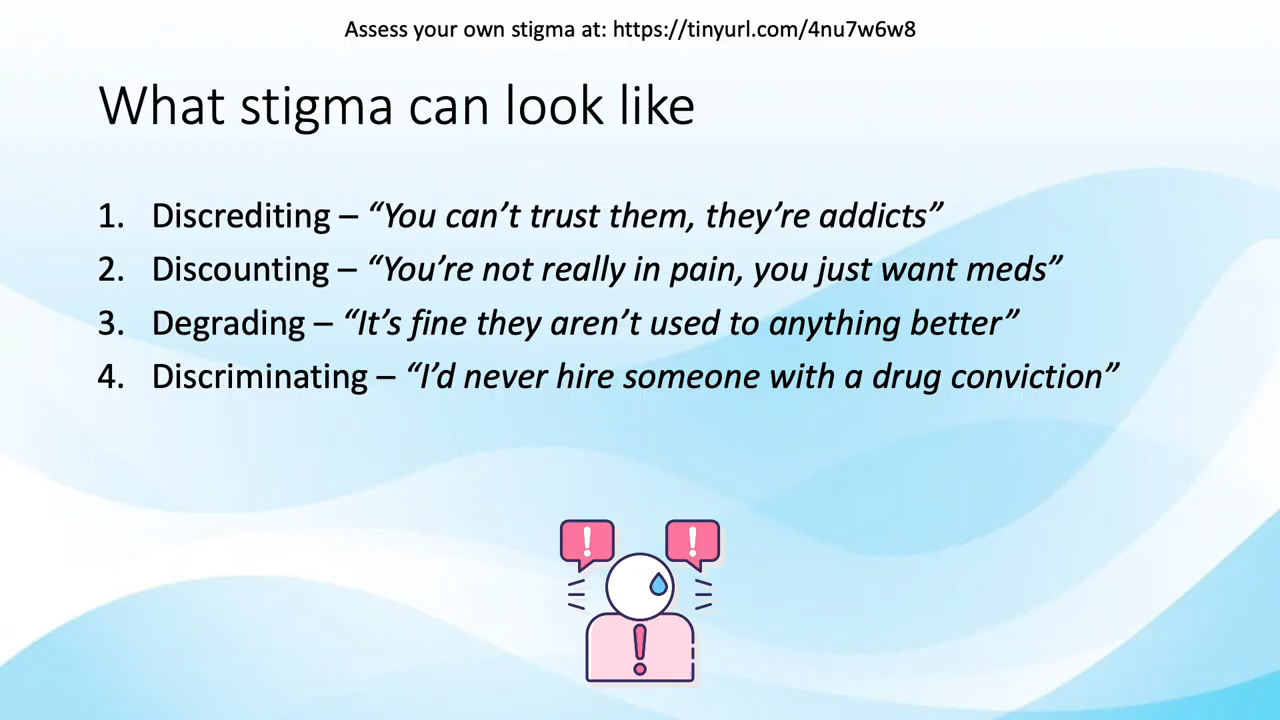 Assess your own stigma at: https://tinyurl.com/4nu7w6w8
What stigma can look like
1. Discrediting – “You can’t trust them, they’re addicts”
2. Discounting – “You’re not really in pain, you just want meds”
3. Degrading – “It’s fine they aren’t used to anything better”
4. Discriminating – “I’d never hire someone with a drug conviction”
! !
!